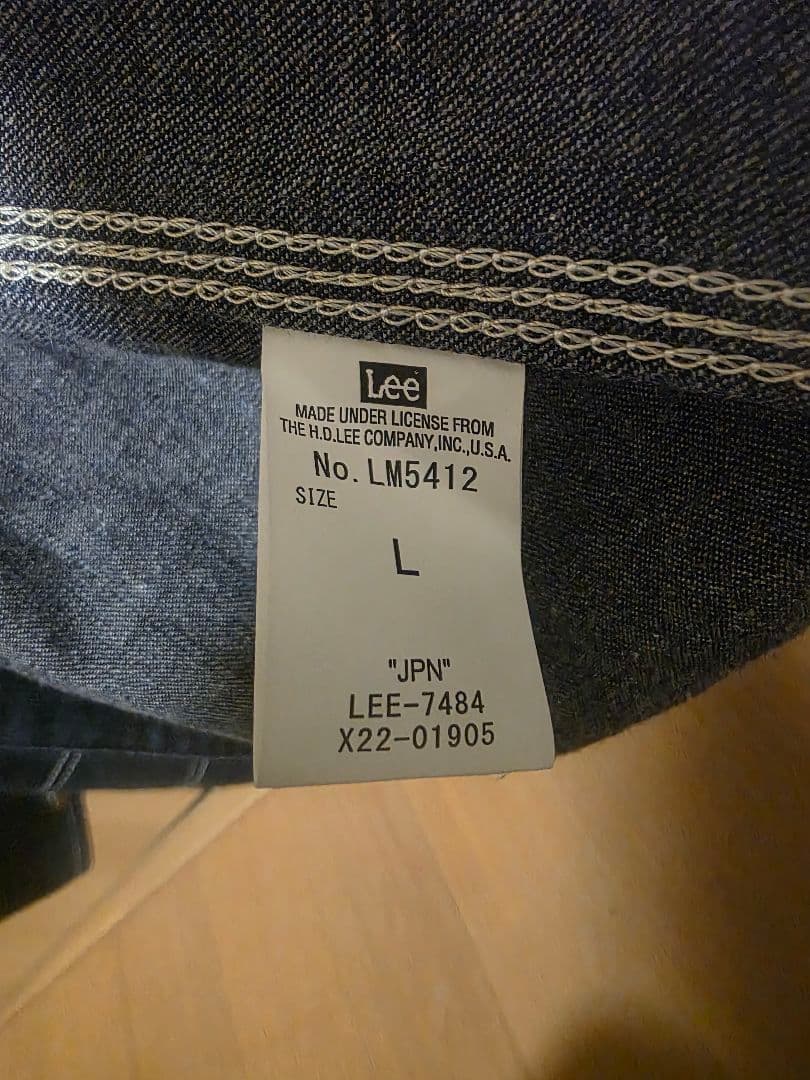 Lee
MADE UNDER LICENSE FROM
THE H.D.LEE COMPANY,INC.,U.S.A.
No. LM5412
SIZE
L
"JPN"
LEE-7484
X22-01905